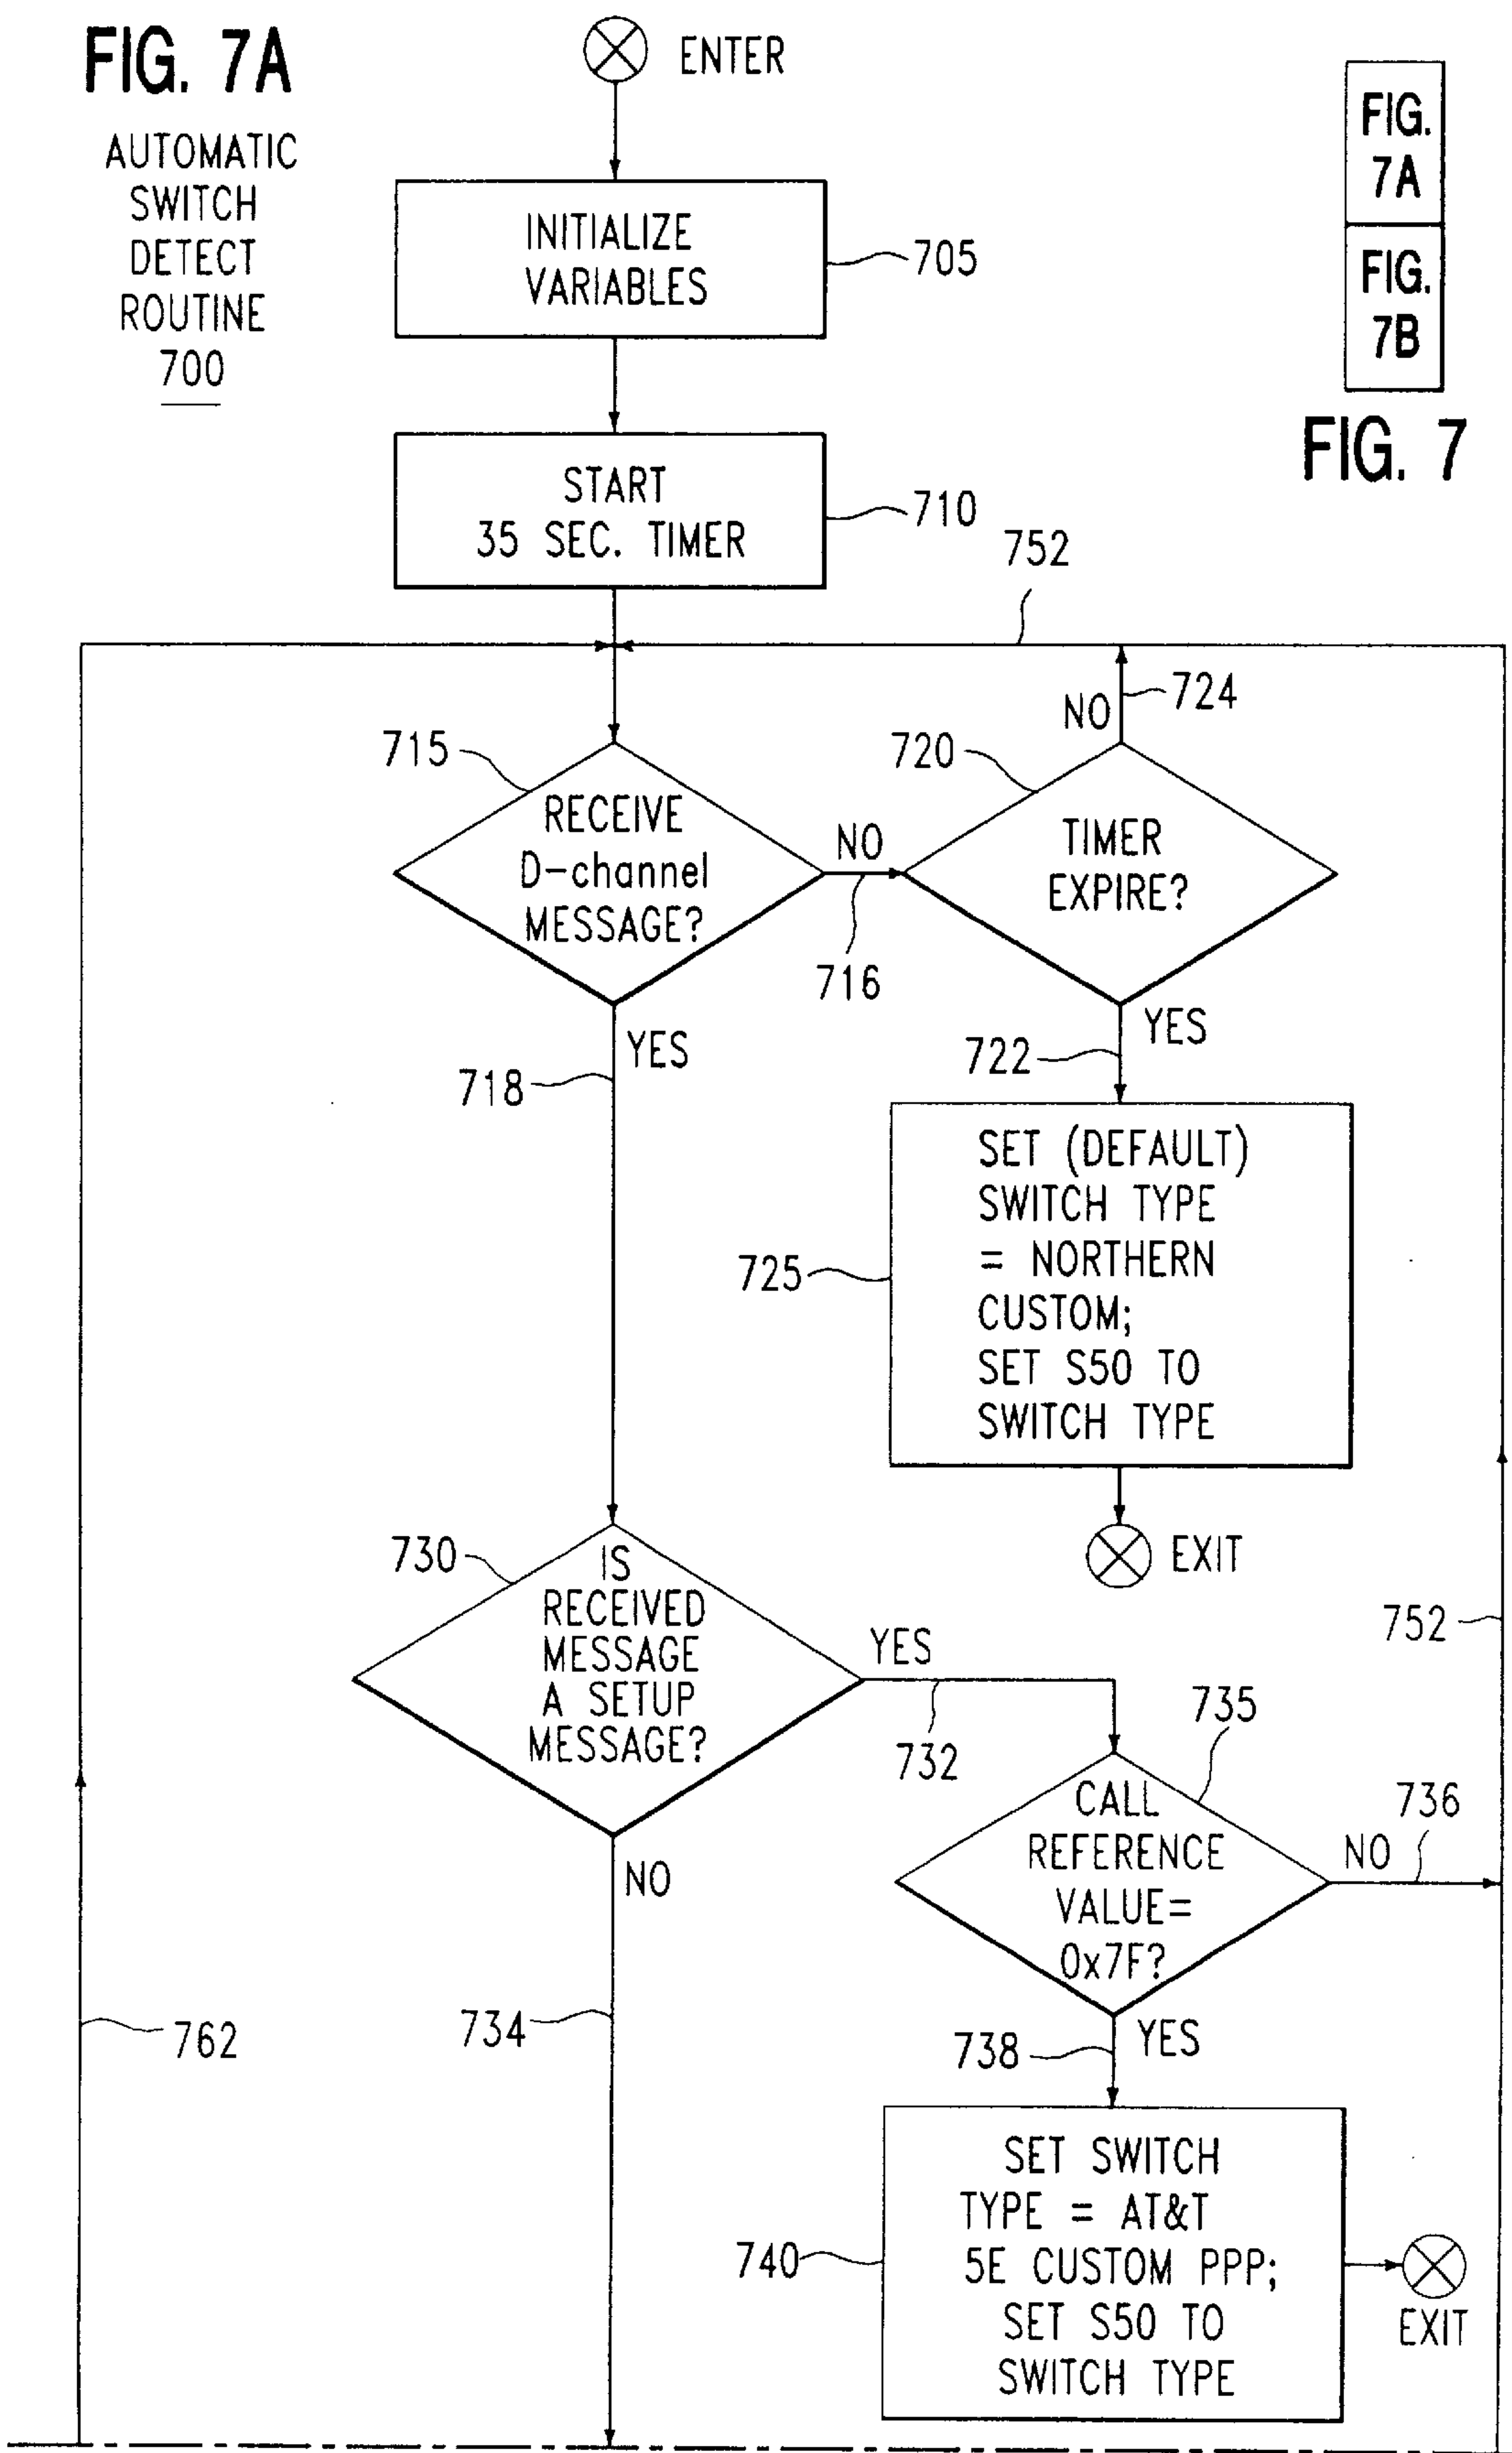 FIG. 7A
AUTOMATIC
SWITCH
DETECT
ROUTINE
700
ENTER
FIG.
7A
FIG.
7B
FIG. 7
INITIALIZE
VARIABLES
705
START
35 SEC. TIMER
710
752
715
RECEIVE
D-channel
MESSAGE?
NO
716
720
TIMER
EXPIRE?
NO
724
YES
718
YES
722
725
SET (DEFAULT)
SWITCH TYPE
= NORTHERN
CUSTOM;
SET S50 TO
SWITCH TYPE
EXIT
730
IS
RECEIVED
MESSAGE
A SETUP
MESSAGE?
YES
732
752
735
CALL
REFERENCE
VALUE=
0x7F?
NO
736
NO
734
762
YES
738
740
SET SWITCH
TYPE = AT&T
5E CUSTOM PPP;
SET S50 TO
SWITCH TYPE
EXIT